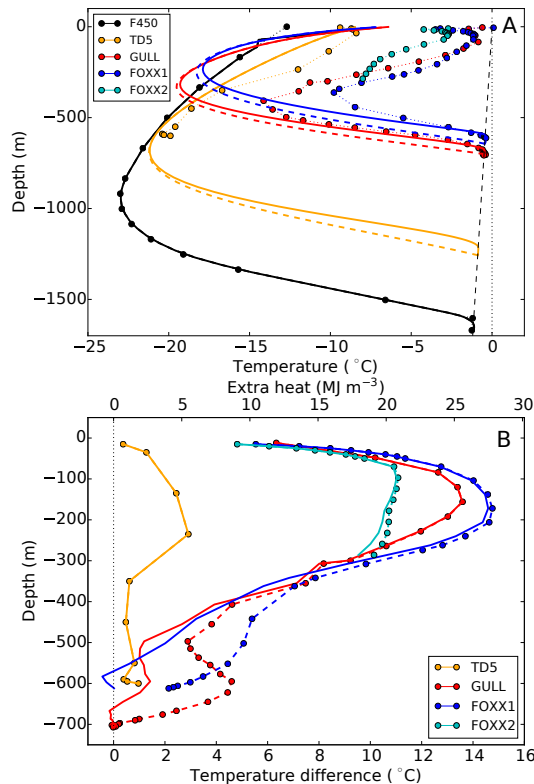 A
F450
TD5
GULL
FOXX1
FOXX2
0
−500
−1000
−1500
Depth (m)
−25 −20 −15 −10 −5 0
Temperature (°C)
Extra heat (MJ m⁻³)
0 5 10 15 20 25 30
B
0
−100
−200
−300
−400
−500
−600
−700
Depth (m)
TD5
GULL
FOXX1
FOXX2
0 2 4 6 8 10 12 14 16
Temperature difference (°C)